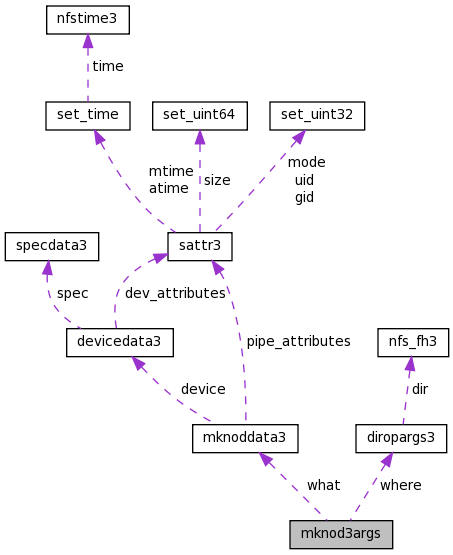 nfstime3
time
set_time
set_uint64
set_uint32
mtime
atime
size
mode
uid
gid
specdata3
sattr3
spec
dev_attributes
devicedata3
pipe_attributes
nfs_fh3
device
dir
mknoddata3
diropargs3
what
where
mknod3args